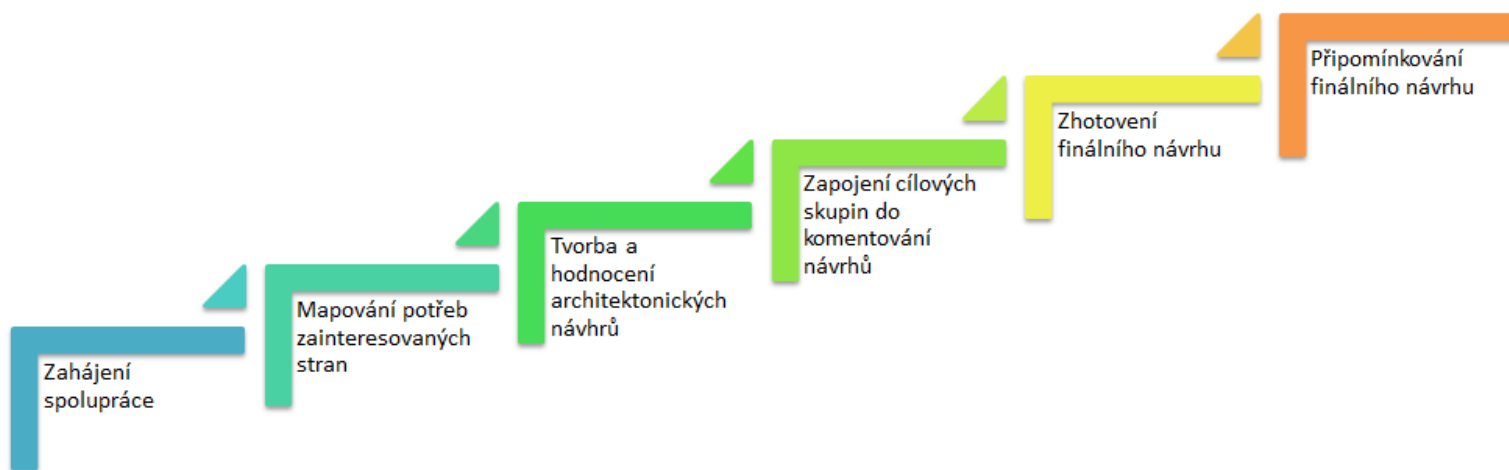 Zahájení
spolupráce
Mapování potřeb
zainteresovaných
stran
Tvorba a
hodnocení
architektonických
návhrů
Zapojení cílových
skupin do
komentování
návrhů
Zhotovení
finálního návrhu
Připomínkování
finálního návrhu